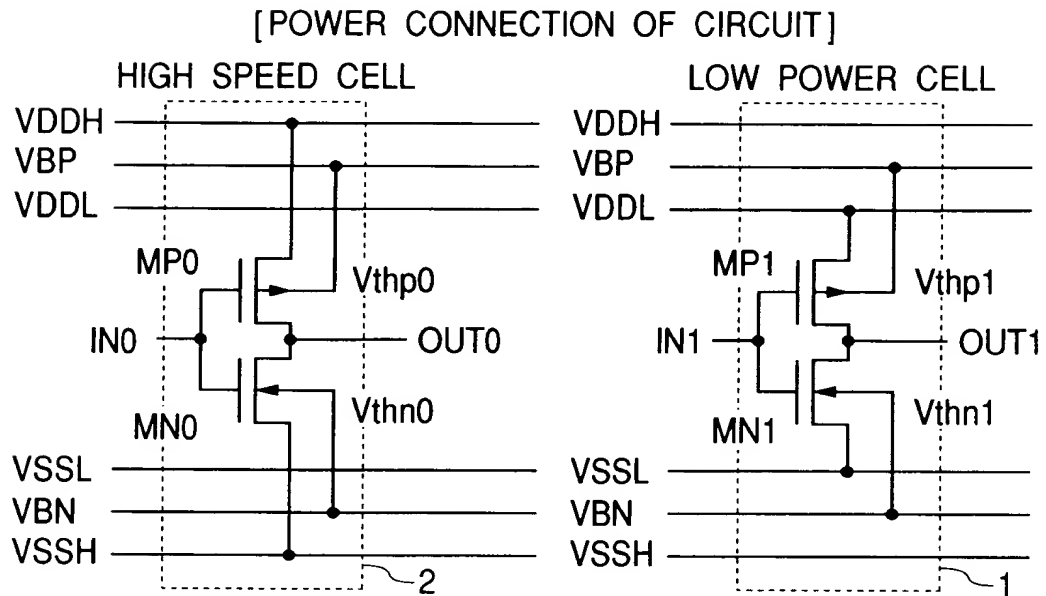 [POWER CONNECTION OF CIRCUIT]
HIGH SPEED CELL
VDDH
VBP
VDDL
MP0
Vthp0
IN0
OUT0
MN0
Vthn0
VSSL
VBN
VSSH
2
LOW POWER CELL
VDDH
VBP
VDDL
MP1
Vthp1
IN1
OUT1
MN1
Vthn1
VSSL
VBN
VSSH
1